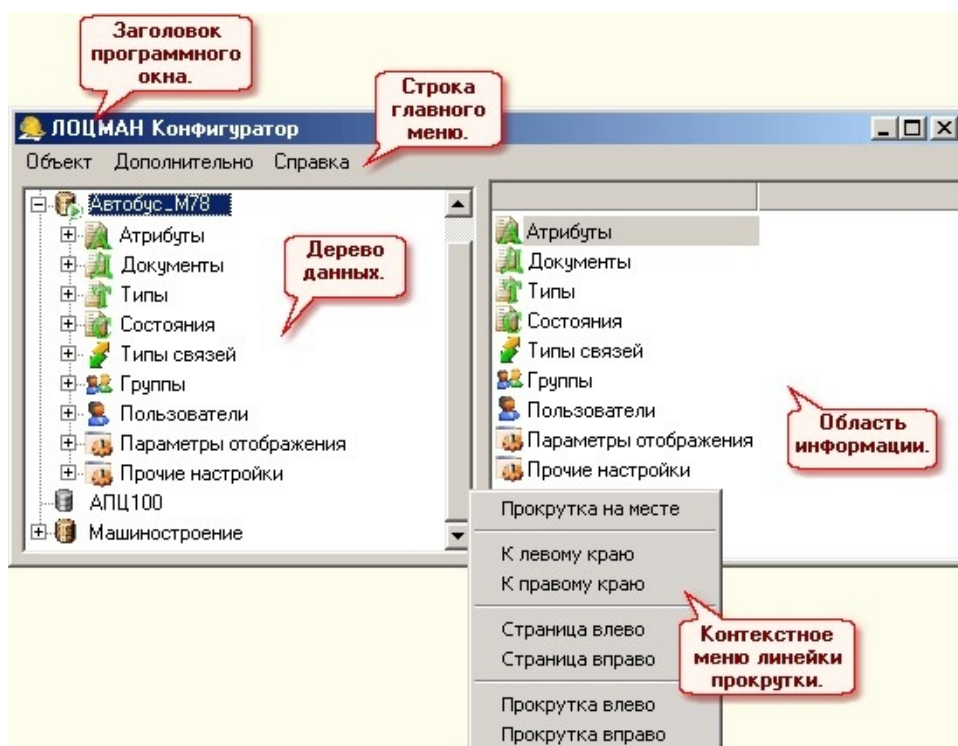 Заголовок
программного
окна.
Строка
главного
меню.
ЛОЦМАН Конфигуратор
Объект Дополнительно Справка
Автобус_М78
Атрибуты
Документы
Типы
Состояния
Типы связей
Группы
Пользователи
Параметры отображения
Прочие настройки
АПЦ100
Машиностроение
Дерево
данных.
Атрибуты
Документы
Типы
Состояния
Типы связей
Группы
Пользователи
Параметры отображения
Прочие настройки
Область
информации.
Прокрутка на месте
К левому краю
К правому краю
Страница влево
Страница вправо
Прокрутка влево
Прокрутка вправо
Контекстное
меню линейки
прокрутки.